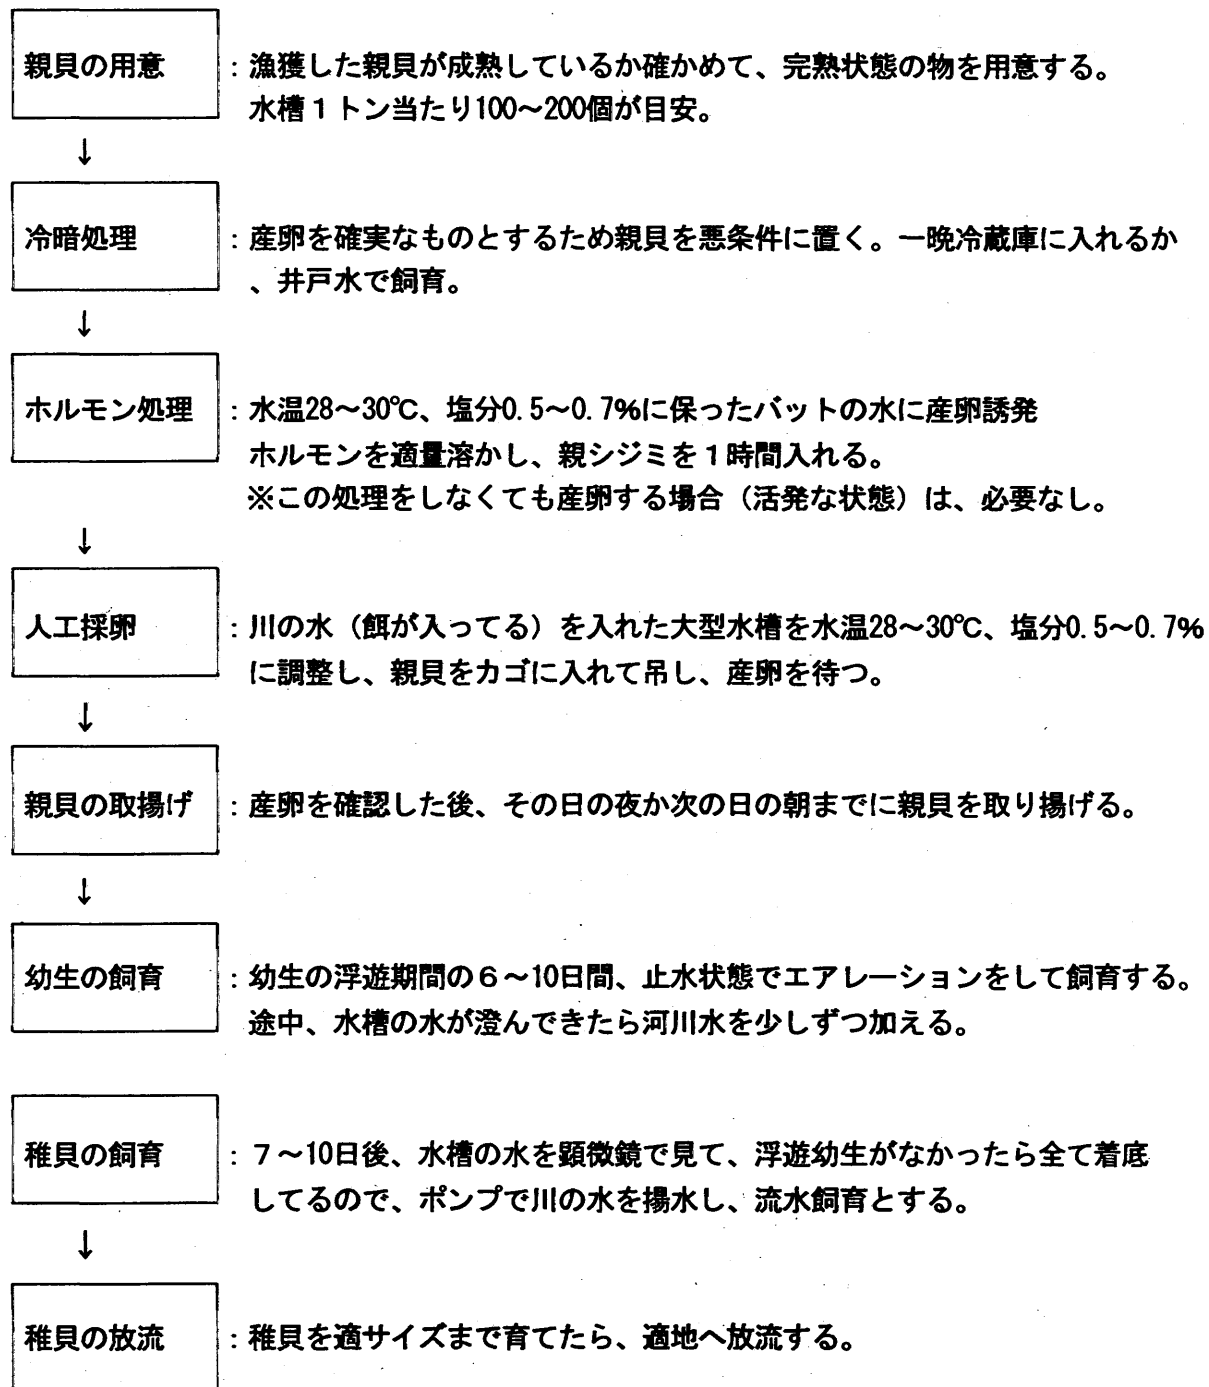 親貝の用意 ：漁獲した親貝が成熟しているか確かめて、完熟状態の物を用意する。
水槽１トン当たり100～200個が目安。
↓
冷暗処理 ：産卵を確実なものとするため親貝を悪条件に置く。一晩冷蔵庫に入れるか
、井戸水で飼育。
↓
ホルモン処理 ：水温28～30℃、塩分0.5～0.7%に保ったバットの水に産卵誘発
ホルモンを適量溶かし、親シジミを１時間入れる。
※この処理をしなくても産卵する場合（活発な状態）は、必要なし。
↓
人工採卵 ：川の水（餌が入ってる）を入れた大型水槽を水温28～30℃、塩分0.5～0.7%
に調整し、親貝をカゴに入れて吊し、産卵を待つ。
↓
親貝の取揚げ ：産卵を確認した後、その日の夜か次の日の朝までに親貝を取り揚げる。
↓
幼生の飼育 ：幼生の浮遊期間の６～10日間、止水状態でエアレーションをして飼育する。
途中、水槽の水が澄んできたら河川水を少しずつ加える。
稚貝の飼育 ：７～10日後、水槽の水を顕微鏡で見て、浮遊幼生がなかったら全て着底
してるので、ポンプで川の水を揚水し、流水飼育とする。
↓
稚貝の放流 ：稚貝を適サイズまで育てたら、適地へ放流する。